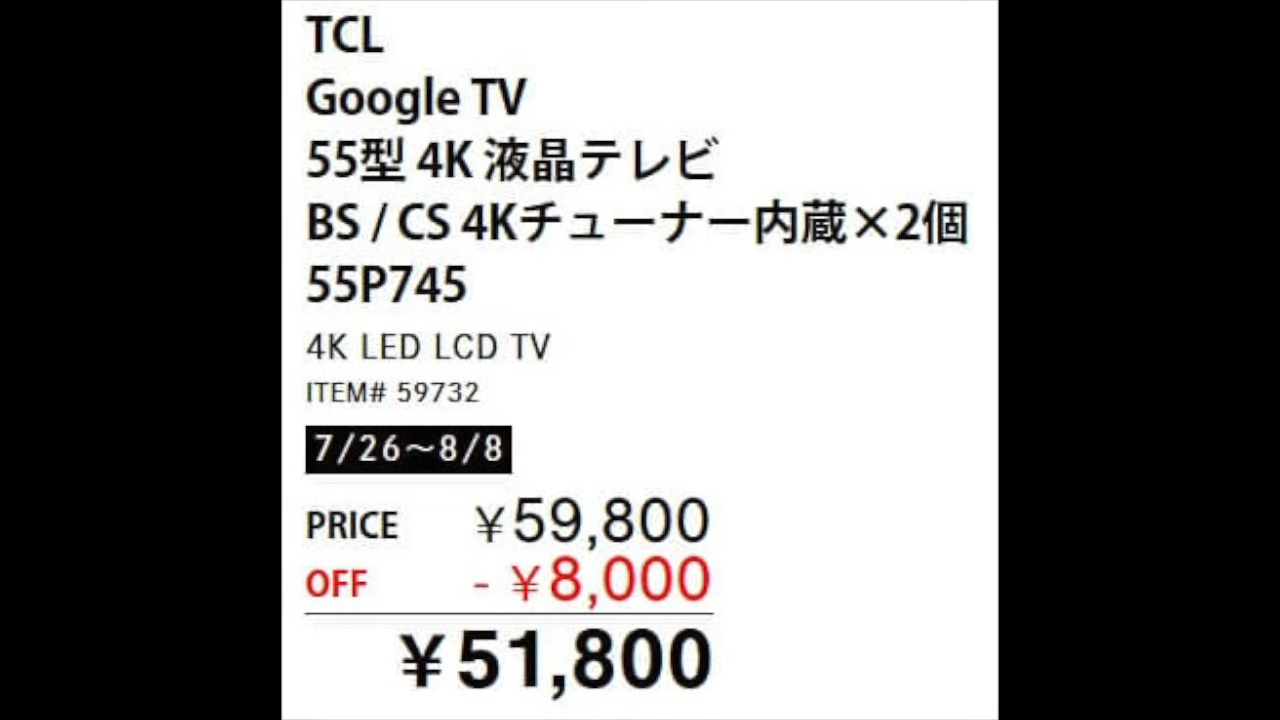 TCL
Google TV
55型 4K 液晶テレビ
BS / CS 4Kチューナー内蔵×2個
55P745
4K LED LCD TV
ITEM# 59732
7/26～8/8
PRICE ¥59,800
OFF - ¥8,000
¥51,800